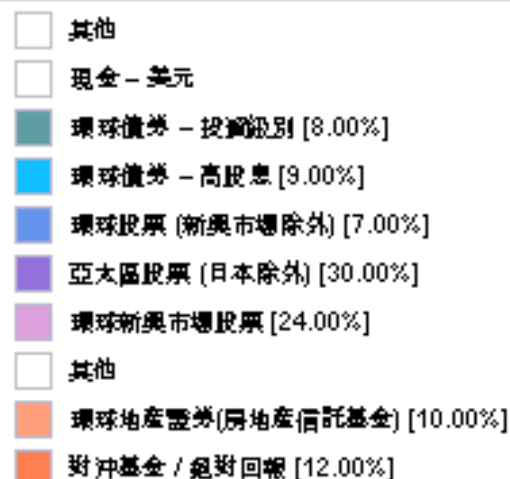 其他
現金 – 美元
環球債券 – 投資級別 [8.00%]
環球債券 – 高股息 [9.00%]
環球股票 (新興市場除外) [7.00%]
亞太區股票 (日本除外) [30.00%]
環球新興市場股票 [24.00%]
其他
環球地產證券(房地產信託基金) [10.00%]
對沖基金 / 絕對回報 [12.00%]